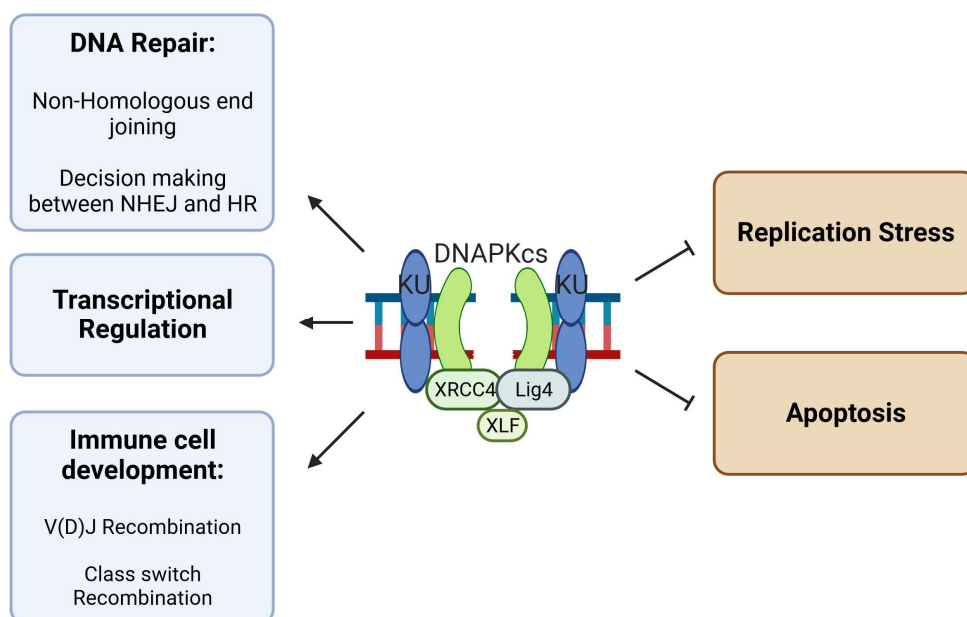 DNA Repair:
Non-Homologous end
joining
Decision making
between NHEJ and HR
Transcriptional
Regulation
Immune cell
development:
V(D)J Recombination
Class switch
Recombination
DNAPKcs
KU
KU
XRCC4
Lig4
XLF
Replication Stress
Apoptosis